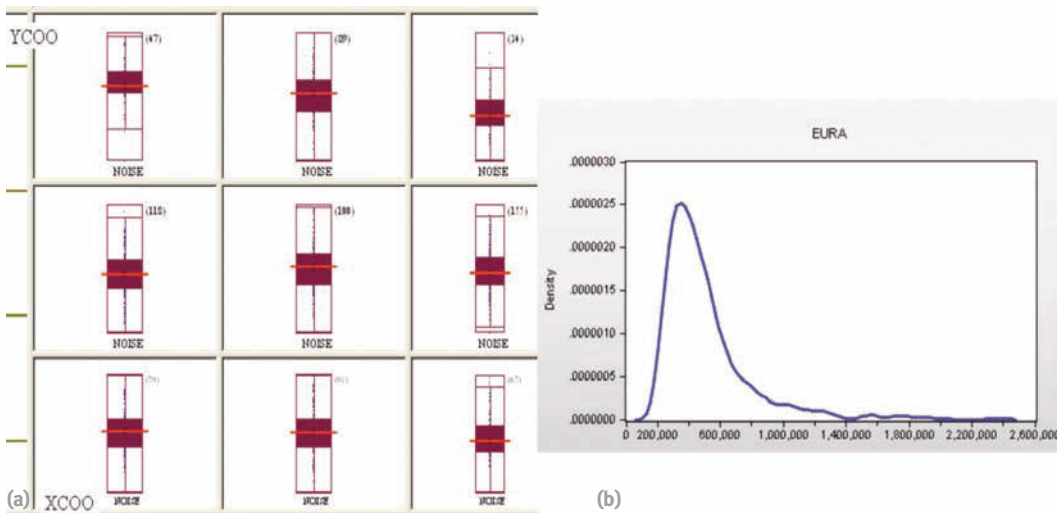 YCOO
(47)
NOISE
NOISE
NOISE
(118)
(100)
(155)
NOISE
NOISE
NOISE
(67)
NOISE
NOISE
NOISE
(a) XCOO
EURA
Density
.0000030
.0000025
.0000020
.0000015
.0000010
.0000005
.0000000
0 200,000 600,000 1,000,000 1,400,000 1,800,000 2,200,000 2,600,000
(b)